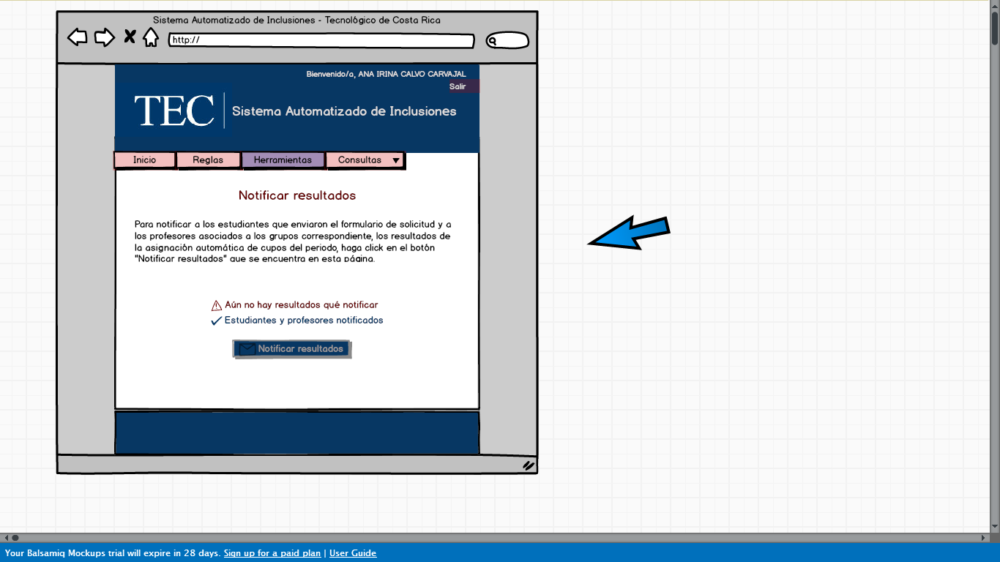 Sistema Automatizado de Inclusiones - Tecnológico de Costa Rica
http://
Bienvenido/a, ANA IRINA CALVO CARVAJAL
Salir
TEC
Sistema Automatizado de Inclusiones
Inicio Reglas Herramientas Consultas
Notificar resultados
Para notificar a los estudiantes que enviaron el formulario de solicitud y a
los profesores asociados a los grupos correspondiente, los resultados de
la asignación automática de cupos del periodo, haga click en el botón
"Notificar resultados" que se encuentra en esta página.
Aún no hay resultados qué notificar
Estudiantes y profesores notificados
Notificar resultados
Your Balsamiq Mockups trial will expire in 28 days. Sign up for a paid plan | User Guide